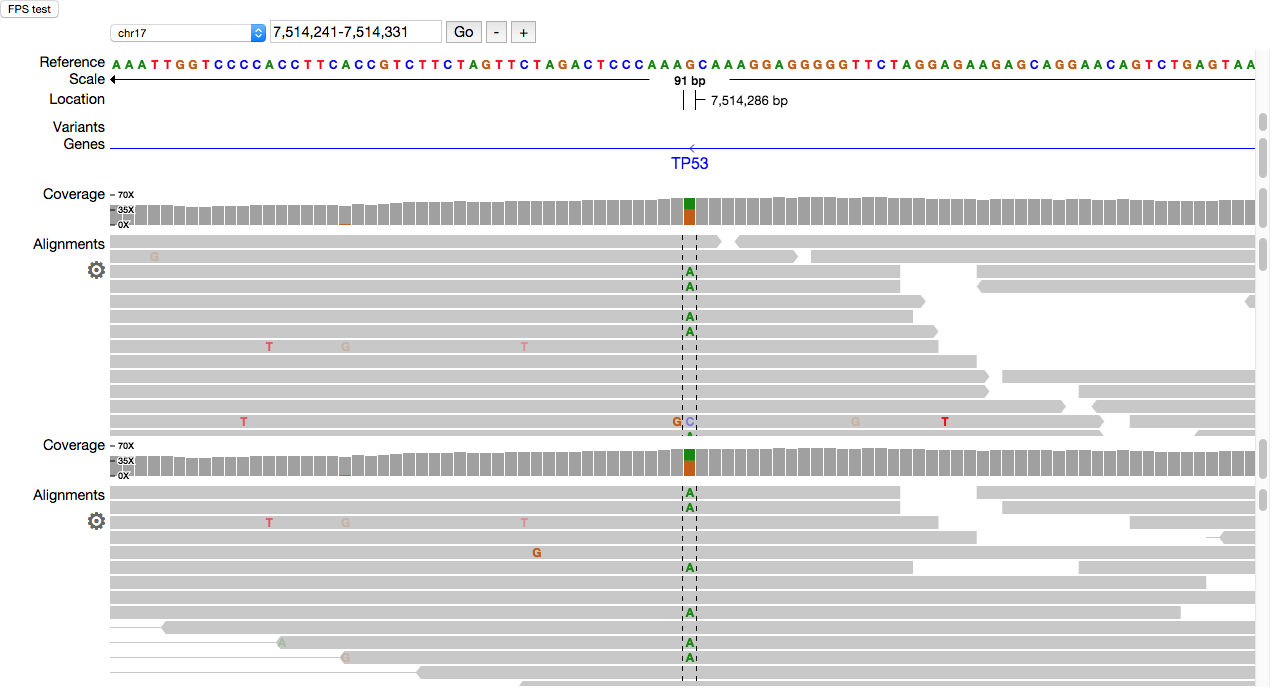 FPS test
chr17 7,514,241-7,514,331 Go - +
Reference A A A T T G G T C C C C A C C T T C A C C G T C T T C T A G T T C T A G A C T C C C A A A G C A A A G G A G G G G G T T C T A G G A G A A G A G C A G G A A C A G T C T G A G T A A
Scale 91 bp
Location 7,514,286 bp
Variants
Genes
TP53
Coverage 70X
35X
0X
Alignments
G
A
A
A
A
T G T
T G C G T
A
Coverage 70X
35X
0X
Alignments A
A
T G T
G
A
A
A A
G A